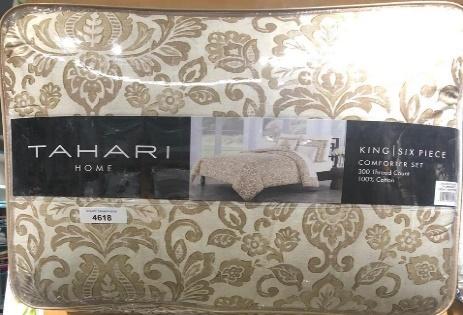 TAHARI
HOME
KING|SIX PIECE
COMFORTER SET
300 Thread Count
100% Cotton
4618